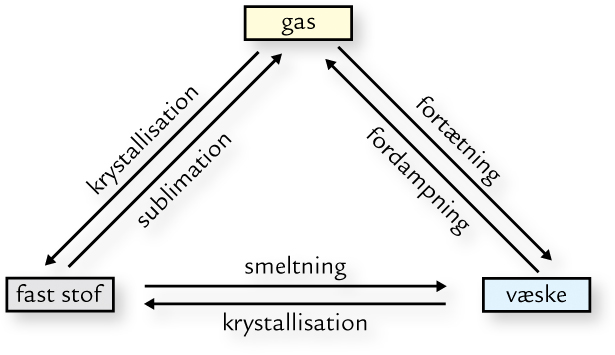 gas
krystallisation
sublimation
fortætning
fordampning
fast stof
smeltning
krystallisation
væske